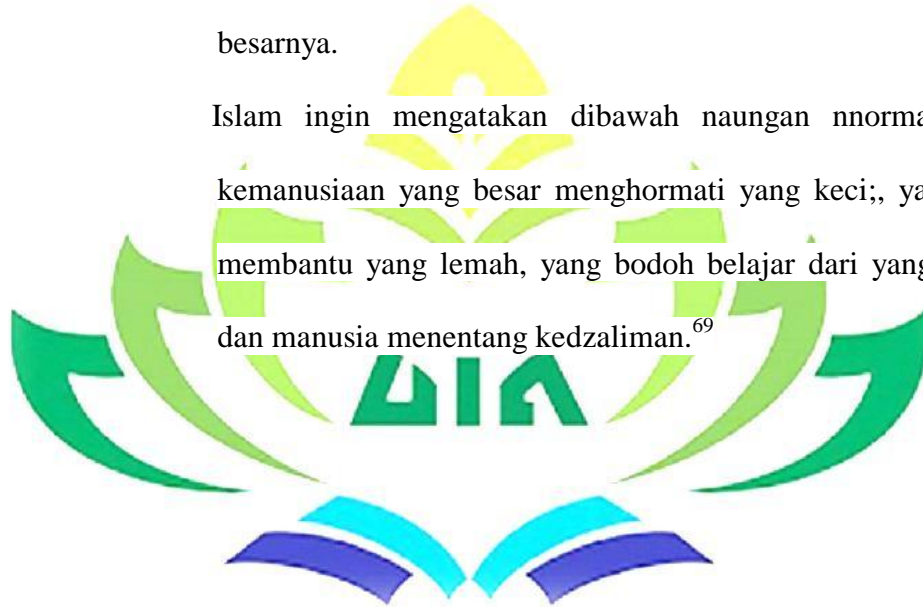 besarnya.
Islam ingin mengatakan dibawah naungan nnorma
kemanusiaan yang besar menghormati yang keci;, ya
membantu yang lemah, yang bodoh belajar dari yang
dan manusia menentang kedzaliman.69